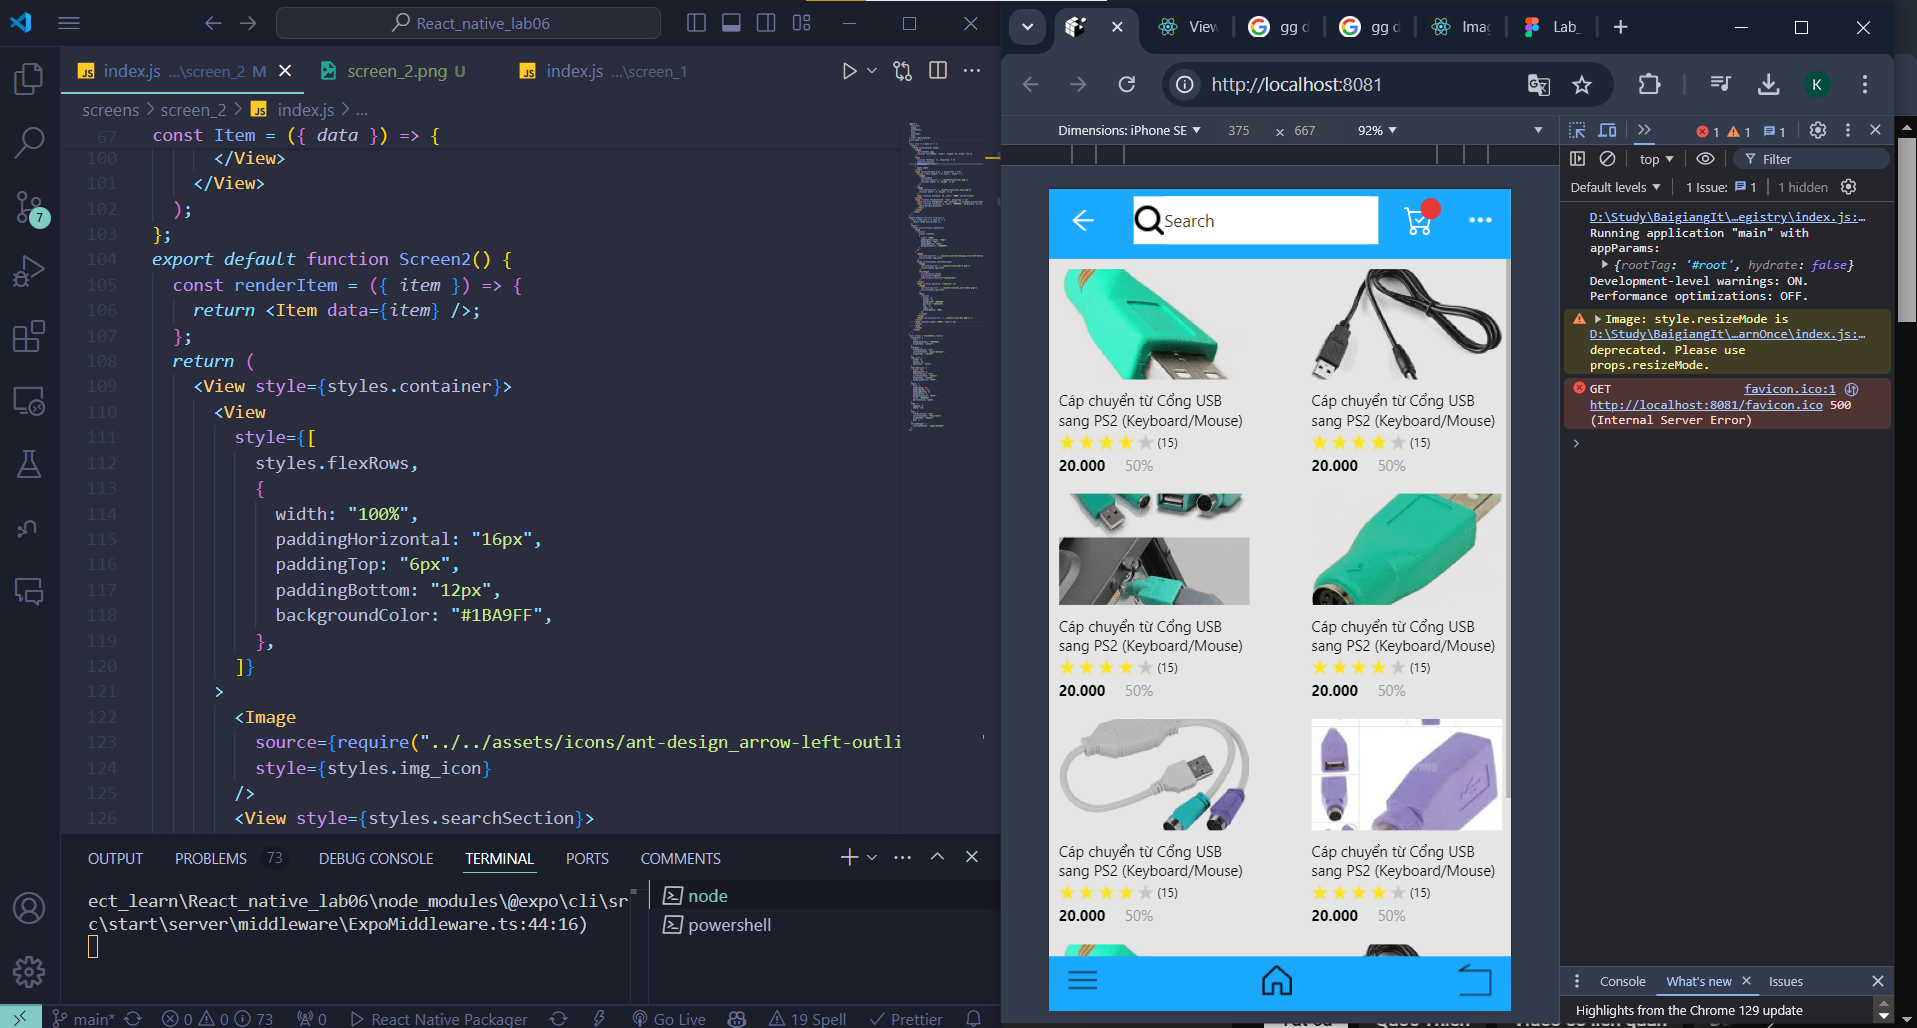 React_native_lab06
index.js ...\screen_2 M
screen_2.png U
index.js ...\screen_1
screens > screen_2 > index.js > ...
67 const Item = ({ data }) => {
100 </View>
101 </View>
102 );
103 };
104 export default function Screen2() {
105 const renderItem = ({ item }) => {
106 return <Item data={item} />;
107 };
108 return (
109 <View style={styles.container}>
110 <View
111 style={[
112 styles.flexRows,
113 {
114 width: "100%",
115 paddingHorizontal: "16px",
116 paddingTop: "6px",
117 paddingBottom: "12px",
118 backgroundColor: "#1BA9FF",
119 },
120 ]}
121 >
122 <Image
123 source={require("../../assets/icons/ant-design_arrow-left-outli
124 style={styles.img_icon}
125 />
126 <View style={styles.searchSection}>
7
OUTPUT PROBLEMS 73 DEBUG CONSOLE TERMINAL PORTS COMMENTS
ect_learn\React_native_lab06\node_modules\@expo\cli\sr
c\start\server\middleware\ExpoMiddleware.ts:44:16)
node
powershell
main* 0 0 73 0 React Native Packager Go Live 19 Spell Prettier
View
gg d
gg d
Imag
Lab_
http://localhost:8081
K
Dimensions: iPhone SE 375 x 667 92%
Search
Cáp chuyển từ Cổng USB
sang PS2 (Keyboard/Mouse)
(15)
20.000 50%
Cáp chuyển từ Cổng USB
sang PS2 (Keyboard/Mouse)
(15)
20.000 50%
Cáp chuyển từ Cổng USB
sang PS2 (Keyboard/Mouse)
(15)
20.000 50%
Cáp chuyển từ Cổng USB
sang PS2 (Keyboard/Mouse)
(15)
20.000 50%
Cáp chuyển từ Cổng USB
sang PS2 (Keyboard/Mouse)
(15)
20.000 50%
Cáp chuyển từ Cổng USB
sang PS2 (Keyboard/Mouse)
(15)
20.000 50%
1 1 1
top Filter
Default levels 1 Issue: 1 1 hidden
D:\Study\BaigiangIt\…egistry\index.js:…
Running application "main" with
appParams:
{rootTag: '#root', hydrate: false}
Development-level warnings: ON.
Performance optimizations: OFF.
Image: style.resizeMode is
D:\Study\BaigiangIt\…arnOnce\index.js:…
deprecated. Please use
props.resizeMode.
GET favicon.ico:1
http://localhost:8081/favicon.ico 500
(Internal Server Error)
Console What's new Issues
Highlights from the Chrome 129 update